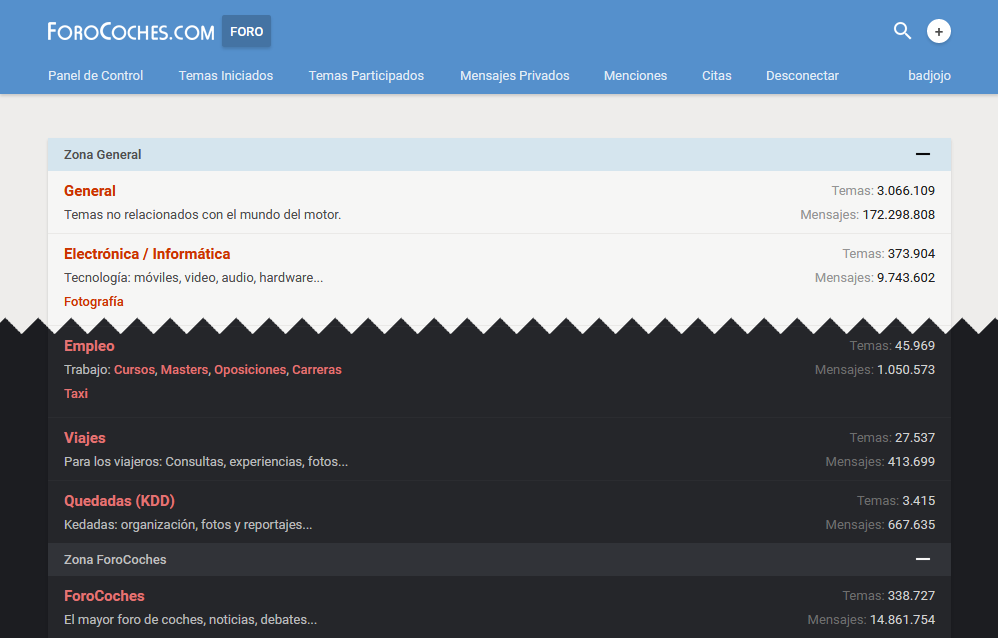 FOROCOCHES.COM FORO
+
Panel de Control Temas Iniciados Temas Participados Mensajes Privados Menciones Citas Desconectar badjojo
Zona General
General Temas: 3.066.109
Temas no relacionados con el mundo del motor. Mensajes: 172.298.808
Electrónica / Informática Temas: 373.904
Tecnología: móviles, video, audio, hardware... Mensajes: 9.743.602
Fotografía
Empleo Temas: 45.969
Trabajo: Cursos, Masters, Oposiciones, Carreras Mensajes: 1.050.573
Taxi
Viajes Temas: 27.537
Para los viajeros: Consultas, experiencias, fotos... Mensajes: 413.699
Quedadas (KDD) Temas: 3.415
Kedadas: organización, fotos y reportajes... Mensajes: 667.635
Zona ForoCoches
ForoCoches Temas: 338.727
El mayor foro de coches, noticias, debates... Mensajes: 14.861.754